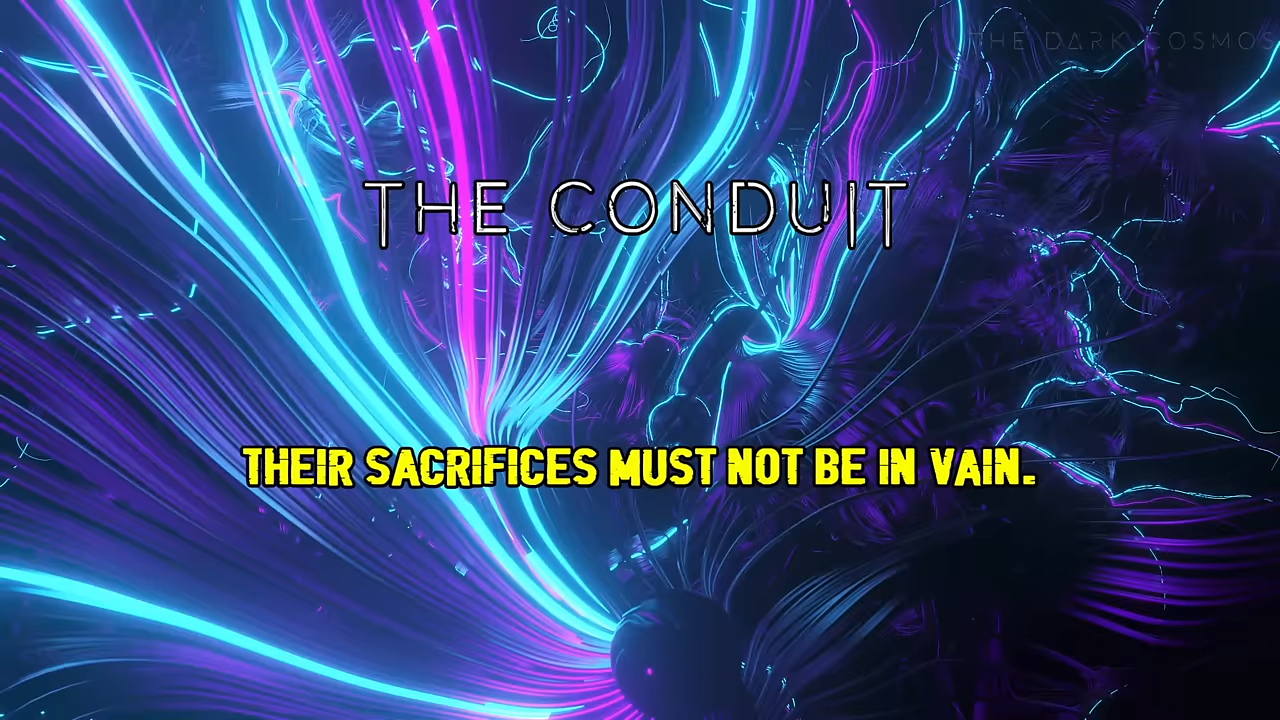 THE DARK COSMOS
THE CONDUIT
THEIR SACRIFICES MUST NOT BE IN VAIN.